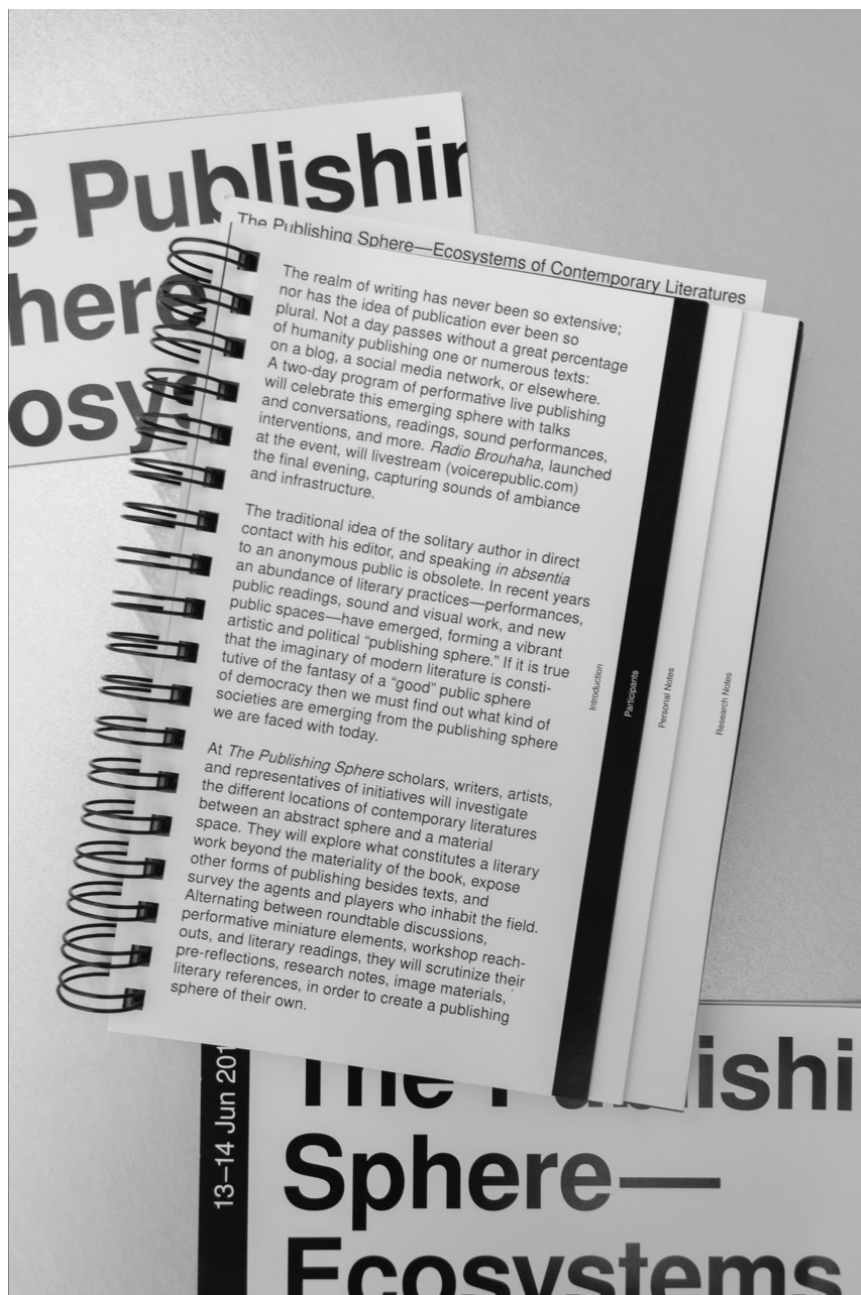 e Publishin
here
osys
The Publishing Sphere—Ecosystems of Contemporary Literatures
The realm of writing has never been so extensive;
nor has the idea of publication ever been so
plural. Not a day passes without a great percentage
of humanity publishing one or numerous texts:
on a blog, a social media network, or elsewhere.
A two-day program of performative live publishing
will celebrate this emerging sphere with talks
and conversations, readings, sound performances,
interventions, and more. Radio Brouhaha, launched
at the event, will livestream (voicerepublic.com)
the final evening, capturing sounds of ambiance
and infrastructure.
The traditional idea of the solitary author in direct
contact with his editor, and speaking in absentia
to an anonymous public is obsolete. In recent years
an abundance of literary practices—performances,
public readings, sound and visual work, and new
public spaces—have emerged, forming a vibrant
artistic and political “publishing sphere.” If it is true
that the imaginary of modern literature is consti-
tutive of the fantasy of a “good” public sphere
of democracy then we must find out what kind of
societies are emerging from the publishing sphere
we are faced with today.
At The Publishing Sphere scholars, writers, artists,
and representatives of initiatives will investigate
the different locations of contemporary literatures
between an abstract sphere and a material
space. They will explore what constitutes a literary
work beyond the materiality of the book, expose
other forms of publishing besides texts, and
survey the agents and players who inhabit the field.
Alternating between roundtable discussions,
performative miniature elements, workshop reach-
outs, and literary readings, they will scrutinize their
pre-reflections, research notes, image materials,
literary references, in order to create a publishing
sphere of their own.
Introduction
Participants
Personal Notes
Research Notes
13–14 Jun 201
The P ishi
Sphere—
Ecosystems